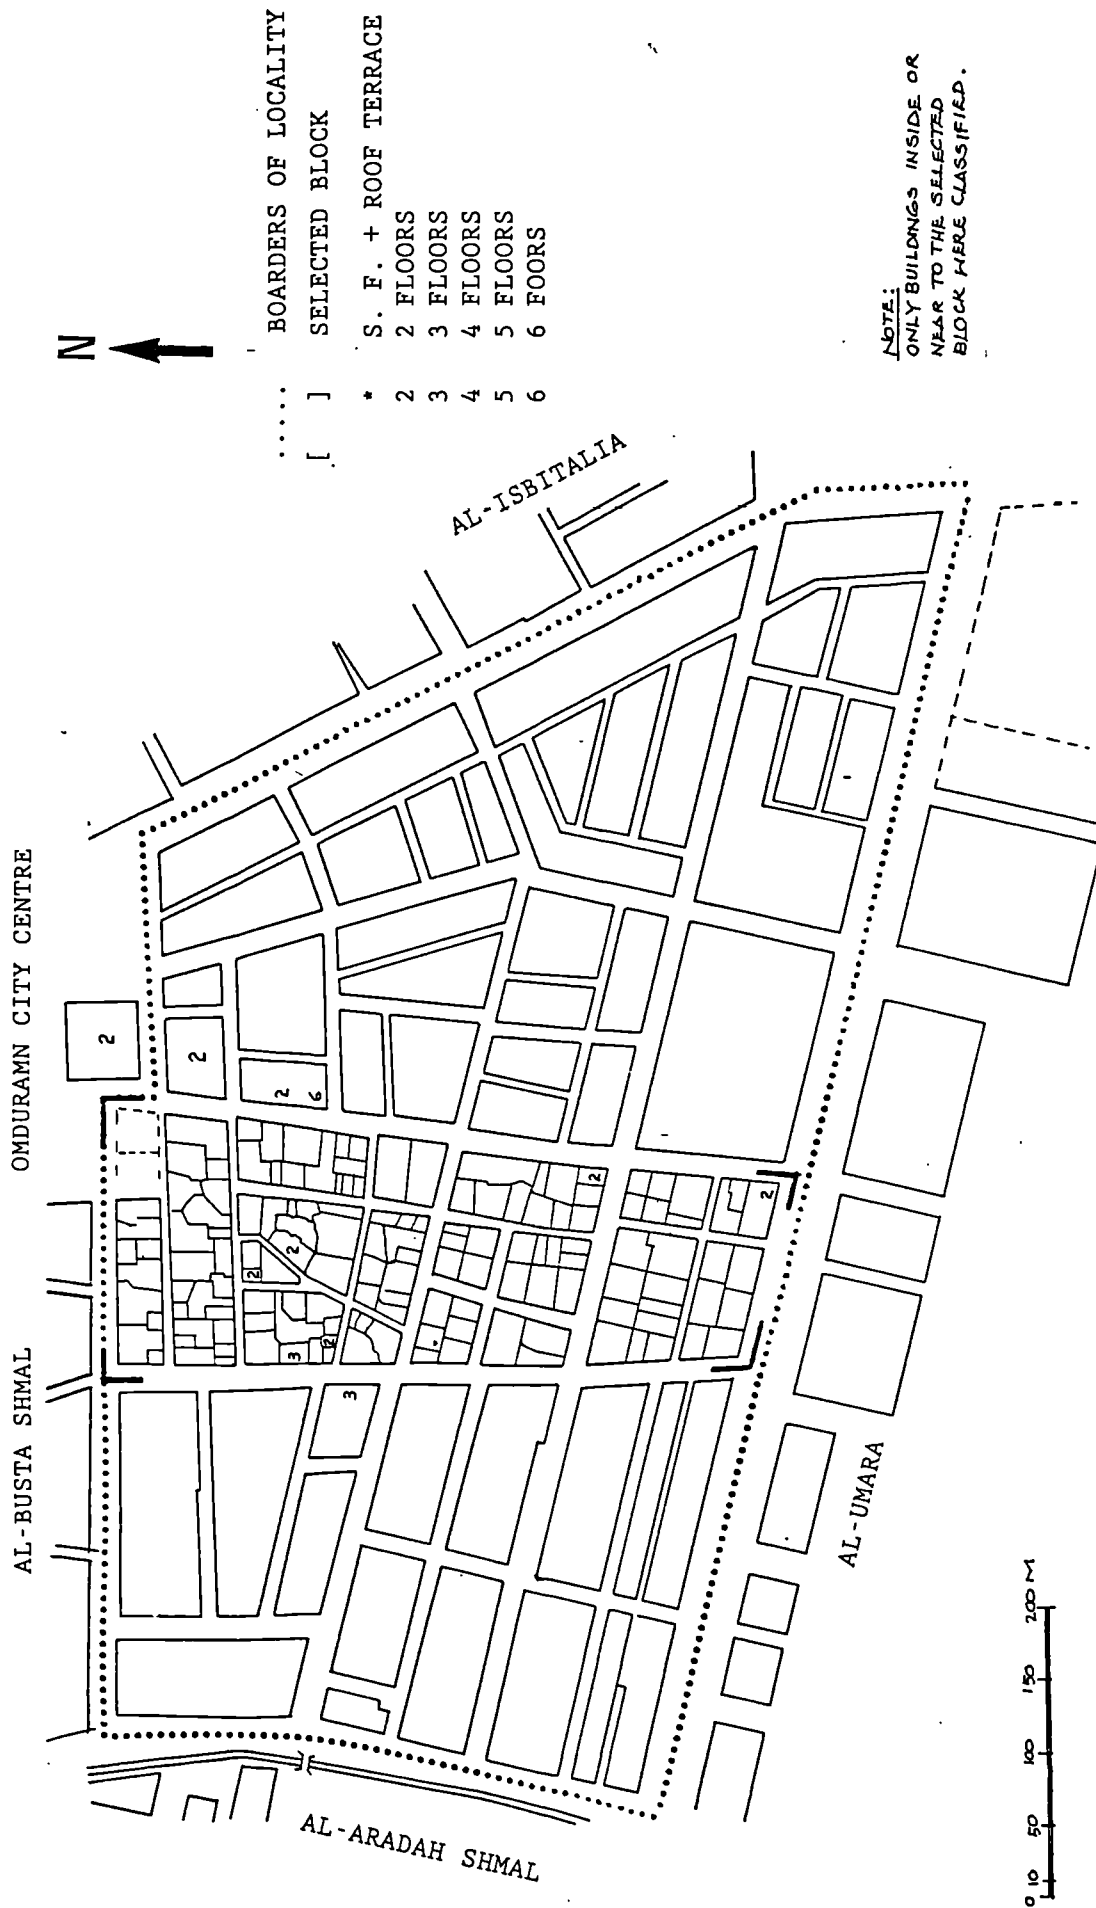 AL-BUSTA SHMAL
OMDURAMN CITY CENTRE
N
..... BOARDERS OF LOCALITY
[ ] SELECTED BLOCK
* S. F. + ROOF TERRACE
2 2 FLOORS
3 3 FLOORS
4 4 FLOORS
5 5 FLOORS
6 6 FOORS
NOTE:
ONLY BUILDINGS INSIDE OR
NEAR TO THE SELECTED
BLOCK HERE CLASSIFIED.
AL-ISBITALIA
AL-UMARA
AL-ARADAH SHMAL
2
2
2
6
2
2
3
2
3
*
2
2
0 10 50 100 150 200 M